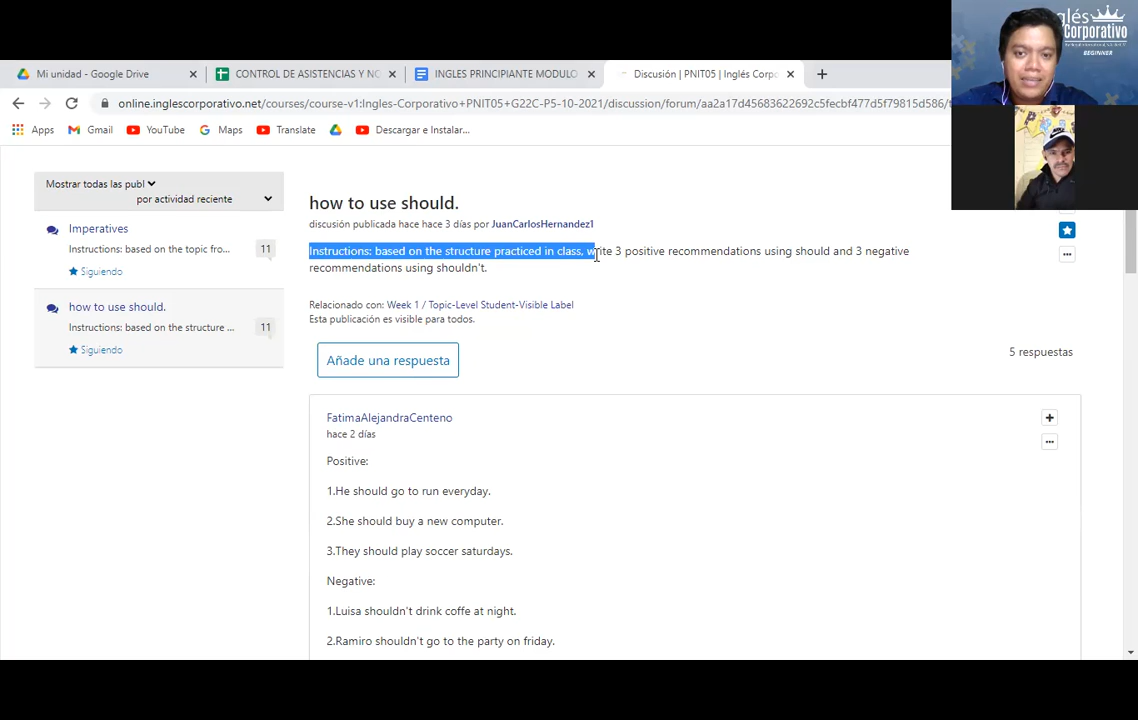 Mi unidad - Google Drive
CONTROL DE ASISTENCIAS Y NO
INGLES PRINCIPIANTE MODULO
Discusión | PNIT05 | Inglés Corpo
online.inglescorporativo.net/courses/course-v1:Ingles-Corporativo+PNIT05+G22C-P5-10-2021/discussion/forum/aa2a17d45683622692c5fecbf477d5f79815d586/t
Apps
Gmail
YouTube
Maps
Translate
Descargar e Instalar...
glés
Corporativo
BEGINNER
Mostrar todas las publ
por actividad reciente
Imperatives
Instructions: based on the topic fro...
11
Siguiendo
how to use should.
Instructions: based on the structure ...
11
Siguiendo
how to use should.
discusión publicada hace hace 3 días por JuanCarlosHernandez1
Instructions: based on the structure practiced in class, write 3 positive recommendations using should and 3 negative
recommendations using shouldn't.
Relacionado con: Week 1 / Topic-Level Student-Visible Label
Esta publicación es visible para todos.
Añade una respuesta
5 respuestas
FatimaAlejandraCenteno
hace 2 días
Positive:
1.He should go to run everyday.
2.She should buy a new computer.
3.They should play soccer saturdays.
Negative:
1.Luisa shouldn't drink coffe at night.
2.Ramiro shouldn't go to the party on friday.